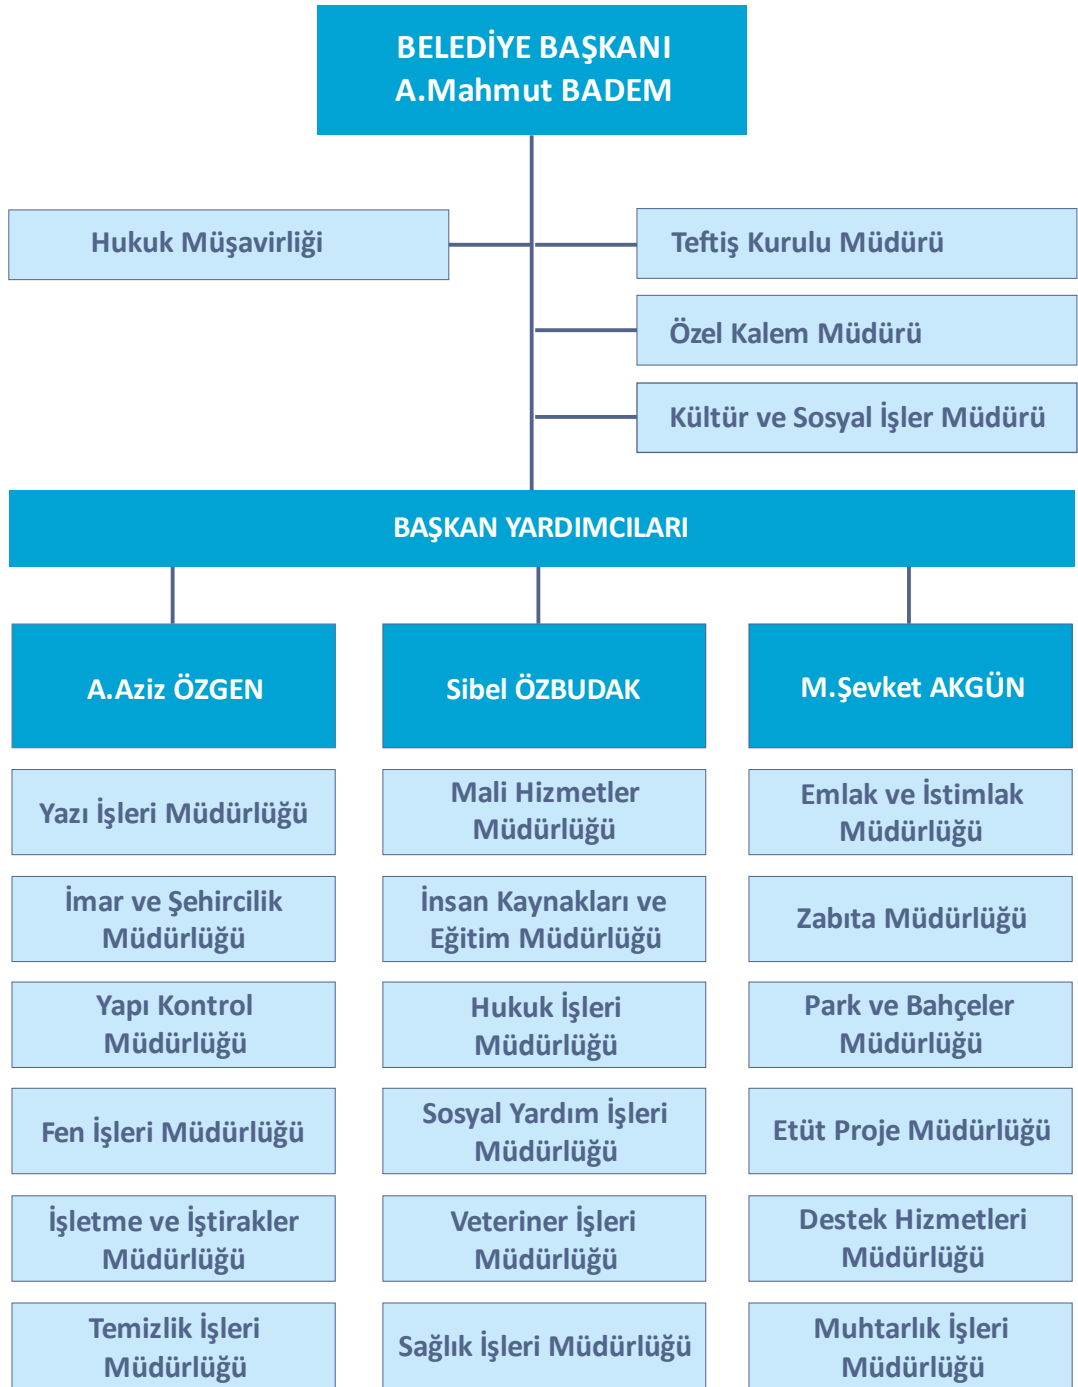 BELEDİYE BAŞKANI
A.Mahmut BADEM
Hukuk Müşavirliği
Teftiş Kurulu Müdürü
Özel Kalem Müdürü
Kültür ve Sosyal İşler Müdürü
BAŞKAN YARDIMCILARI
A.Aziz ÖZGEN
Yazı İşleri Müdürlüğü
İmar ve Şehircilik
Müdürlüğü
Yapı Kontrol
Müdürlüğü
Fen İşleri Müdürlüğü
İşletme ve İştirakler
Müdürlüğü
Temizlik İşleri
Müdürlüğü
Sibel ÖZBUDAK
Mali Hizmetler
Müdürlüğü
İnsan Kaynakları ve
Eğitim Müdürlüğü
Hukuk İşleri
Müdürlüğü
Sosyal Yardım İşleri
Müdürlüğü
Veteriner İşleri
Müdürlüğü
Sağlık İşleri Müdürlüğü
M.Şevket AKGÜN
Emlak ve İstimlak
Müdürlüğü
Zabıta Müdürlüğü
Park ve Bahçeler
Müdürlüğü
Etüt Proje Müdürlüğü
Destek Hizmetleri
Müdürlüğü
Muhtarlık İşleri
Müdürlüğü